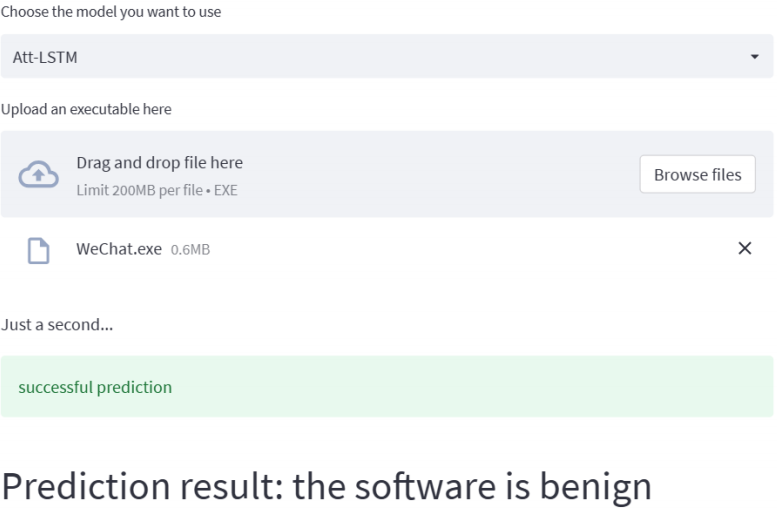 Choose the model you want to use
Att-LSTM
Upload an executable here
Drag and drop file here
Limit 200MB per file • EXE
Browse files
WeChat.exe 0.6MB
Just a second...
successful prediction
Prediction result: the software is benign